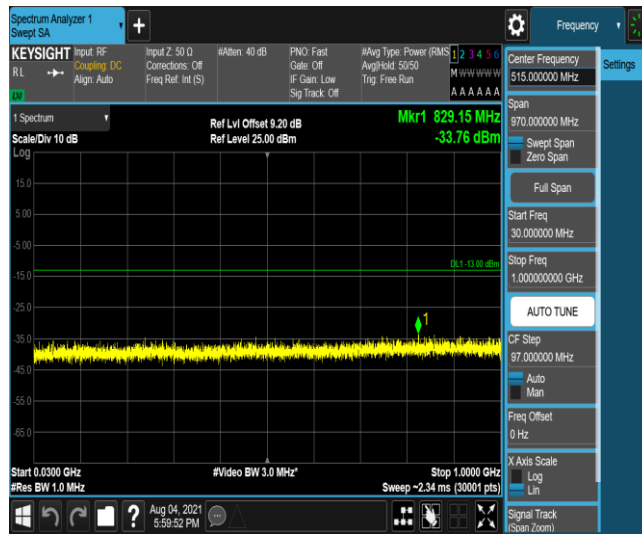 Spectrum Analyzer 1
Swept SA
+
Frequency
KEYSIGHT
RL
Input: RF
Coupling: DC
Align: Auto
Input Z: 50 Ω
Corrections: Off
Freq Ref: Int (S)
#Atten: 40 dB
PNO: Fast
Gate: Off
IF Gain: Low
Sig Track: Off
#Avg Type: Power (RMS
Avg|Hold: 50/50
Trig: Free Run
1 2 3 4 5 6
M W W W W W
A A A A A A
1 Spectrum
Scale/Div 10 dB
Log
Ref Lvl Offset 9.20 dB
Ref Level 25.00 dBm
Mkr1 829.15 MHz
-33.76 dBm
15.0
5.00
-5.00
-15.0
-25.0
-35.0
-45.0
-55.0
-65.0
DL1 -13.00 dBm
1
Start 0.0300 GHz
#Res BW 1.0 MHz
#Video BW 3.0 MHz*
Stop 1.0000 GHz
Sweep ~2.34 ms (30001 pts)
Center Frequency
515.000000 MHz
Settings
Span
970.000000 MHz
Swept Span
Zero Span
Full Span
Start Freq
30.000000 MHz
Stop Freq
1.000000000 GHz
AUTO TUNE
CF Step
97.000000 MHz
Auto
Man
Freq Offset
0 Hz
X Axis Scale
Log
Lin
Signal Track
(Span Zoom)
?
Aug 04, 2021
5:59:52 PM